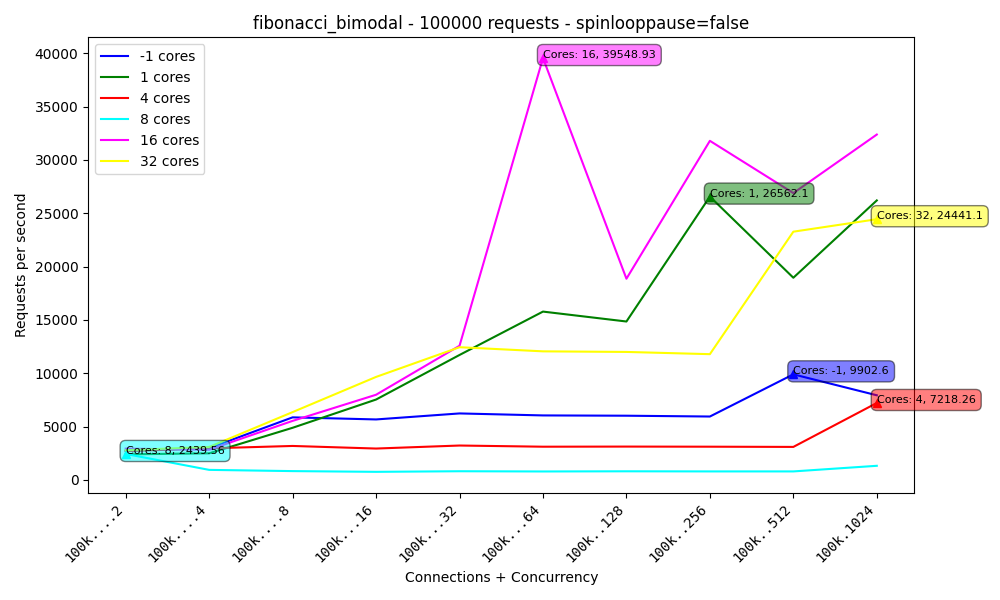 fibonacci_bimodal - 100000 requests - spinlooppause=false
-1 cores
1 cores
4 cores
8 cores
16 cores
32 cores
Requests per second
40000
35000
30000
25000
20000
15000
10000
5000
0
Cores: 16, 39548.93
Cores: 1, 26562.1
Cores: 32, 24441.1
Cores: -1, 9902.6
Cores: 4, 7218.26
Cores: 8, 2439.56
100k....2
100k....4
100k....8
100k...16
100k...32
100k...64
100k..128
100k..256
100k..512
100k.1024
Connections + Concurrency